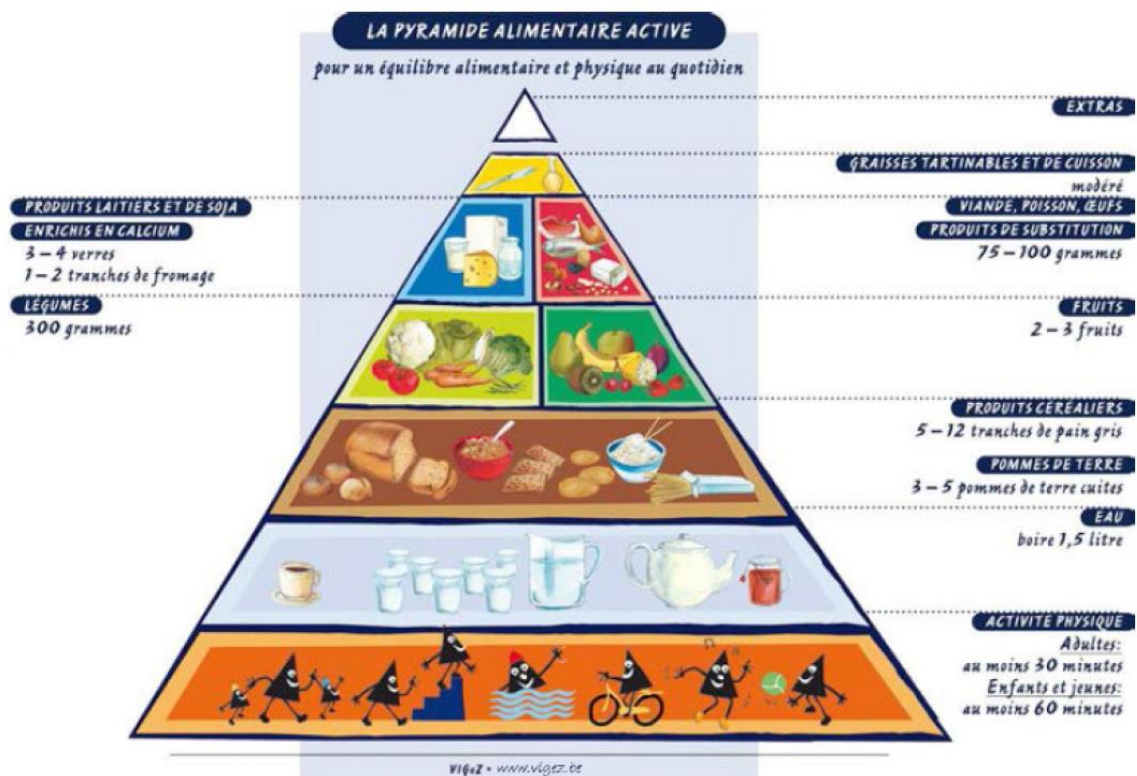 LA PYRAMIDE ALIMENTAIRE ACTIVE
pour un équilibre alimentaire et physique au quotidien
EXTRAS
GRAISSES TARTINABLES ET DE CUISSON
modéré
PRODUITS LAITIERS ET DE SOJA
ENRICHIS EN CALCIUM
3 – 4 verres
1 – 2 tranches de fromage
VIANDE, POISSON, ŒUFS
PRODUITS DE SUBSTITUTION
75 – 100 grammes
LÉGUMES
300 grammes
FRUITS
2 – 3 fruits
PRODUITS CÉRÉALIERS
5 – 12 tranches de pain gris
POMMES DE TERRE
3 – 5 pommes de terre cuites
EAU
boire 1,5 litre
ACTIVITÉ PHYSIQUE
Adultes:
au moins 30 minutes
Enfants et jeunes:
au moins 60 minutes
VIGeZ • www.vigez.be